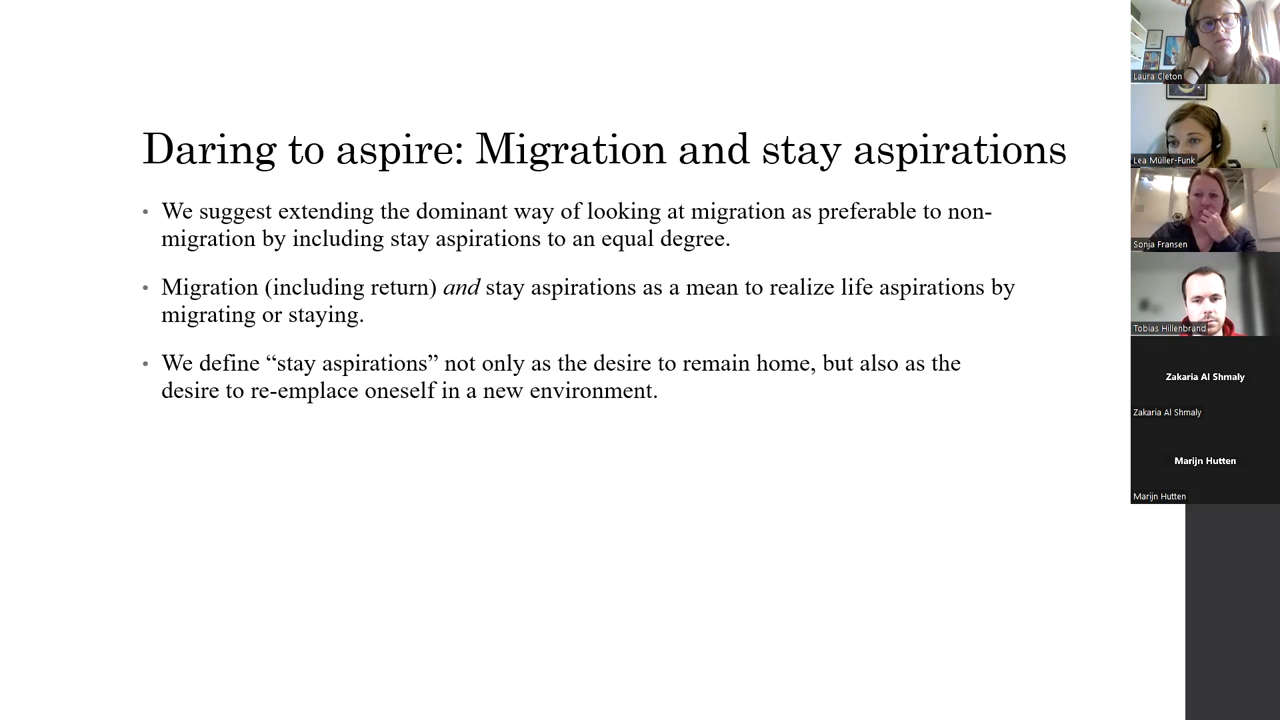 Daring to aspire: Migration and stay aspirations
• We suggest extending the dominant way of looking at migration as preferable to non-
migration by including stay aspirations to an equal degree.
• Migration (including return) and stay aspirations as a mean to realize life aspirations by
migrating or staying.
• We define “stay aspirations” not only as the desire to remain home, but also as the
desire to re-emplace oneself in a new environment.
Laura Cleton
Lea Müller-Funk
Sonja Fransen
Tobias Hillenbrand
Zakaria Al Shmaly
Zakaria Al Shmaly
Marijn Hutten
Marijn Hutten